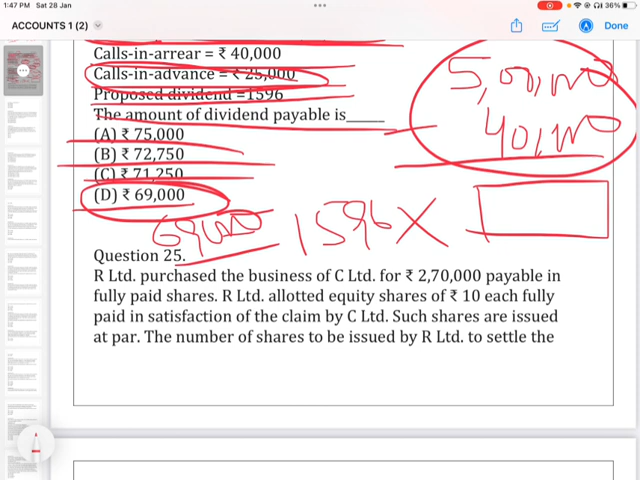 1:47 PM Sat 28 Jan
36%
ACCOUNTS 1 (2)
Done
Calls-in-arrear = ₹ 40,000
Calls-in-advance = ₹ 25,000
Proposed dividend =1596
The amount of dividend payable is_____
(A) ₹ 75,000
(B) ₹ 72,750
(C) ₹ 71,250
(D) ₹ 69,000
5,00,000
40,000
69000
1596 X
Question 25.
R Ltd. purchased the business of C Ltd. for ₹ 2,70,000 payable in
fully paid shares. R Ltd. allotted equity shares of ₹ 10 each fully
paid in satisfaction of the claim by C Ltd. Such shares are issued
at par. The number of shares to be issued by R Ltd. to settle the